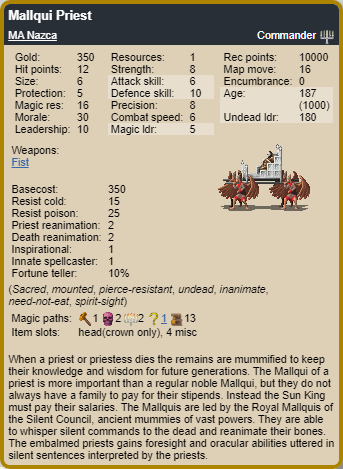 Mallqui Priest
MA Nazca Commander
Gold: 350 Resources: 1 Rec points: 10000
Hit points: 12 Strength: 8 Map move: 16
Size: 6 Attack skill: 6 Encumbrance: 0
Protection: 5 Defence skill: 10 Age: 187
Magic res: 16 Precision: 8 (1000)
Morale: 30 Combat speed: 6 Undead ldr: 180
Leadership: 10 Magic ldr: 5
Weapons:
Fist
Basecost: 350
Resist cold: 15
Resist poison: 25
Priest reanimation: 2
Death reanimation: 2
Inspirational: 1
Innate spellcaster: 1
Fortune teller: 10%
(Sacred, mounted, pierce-resistant, undead, inanimate,
need-not-eat, spirit-sight)
Magic paths: 1 2 2 ? 1 13
Item slots: head(crown only), 4 misc
When a priest or priestess dies the remains are mummified to keep
their knowledge and wisdom for future generations. The Mallqui of a
priest is more important than a regular noble Mallqui, but they do not
always have a family to pay for their stipends. Instead the Sun King
must pay their salaries. The Mallquis are led by the Royal Mallquis of
the Silent Council, ancient mummies of vast powers. They are able
to whisper silent commands to the dead and reanimate their bones.
The embalmed priests gains foresight and oracular abilities uttered in
silent sentences interpreted by the priests.